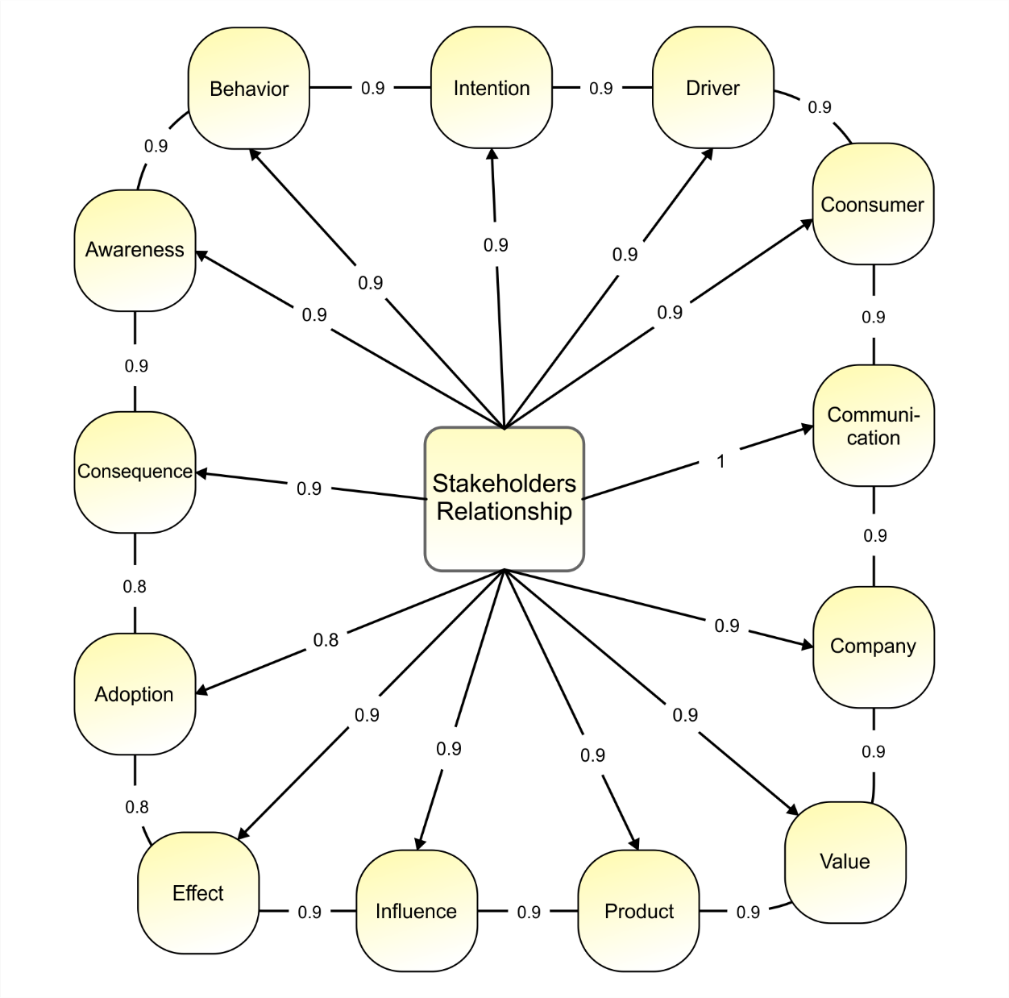 Behavior 0.9 Intention 0.9 Driver
0.9
0.9
Coonsumer
Awareness
0.9
0.9
0.9
0.9
0.9
0.9
0.9
Communi-
cation
Consequence
0.9
Stakeholders
Relationship
1
0.9
0.8
0.8
0.9
Company
Adoption
0.9
0.9
0.9
0.9
0.9
0.8
Value
Effect
0.9
Influence
0.9
Product
0.9